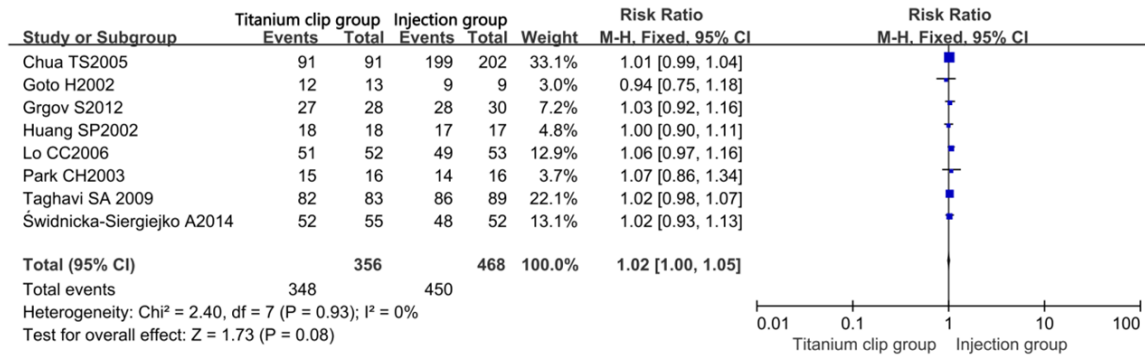 Titanium clip group Injection group Risk Ratio Risk Ratio
Study or Subgroup Events Total Events Total Weight M-H, Fixed, 95% CI M-H, Fixed, 95% CI
Chua TS2005 91 91 199 202 33.1% 1.01 [0.99, 1.04]
Goto H2002 12 13 9 9 3.0% 0.94 [0.75, 1.18]
Grgov S2012 27 28 28 30 7.2% 1.03 [0.92, 1.16]
Huang SP2002 18 18 17 17 4.8% 1.00 [0.90, 1.11]
Lo CC2006 51 52 49 53 12.9% 1.06 [0.97, 1.16]
Park CH2003 15 16 14 16 3.7% 1.07 [0.86, 1.34]
Taghavi SA 2009 82 83 86 89 22.1% 1.02 [0.98, 1.07]
Świdnicka-Siergiejko A2014 52 55 48 52 13.1% 1.02 [0.93, 1.13]
Total (95% CI) 356 468 100.0% 1.02 [1.00, 1.05]
Total events 348 450
Heterogeneity: Chi² = 2.40, df = 7 (P = 0.93); I² = 0%
Test for overall effect: Z = 1.73 (P = 0.08)
0.01 0.1 1 10 100
Titanium clip group Injection group